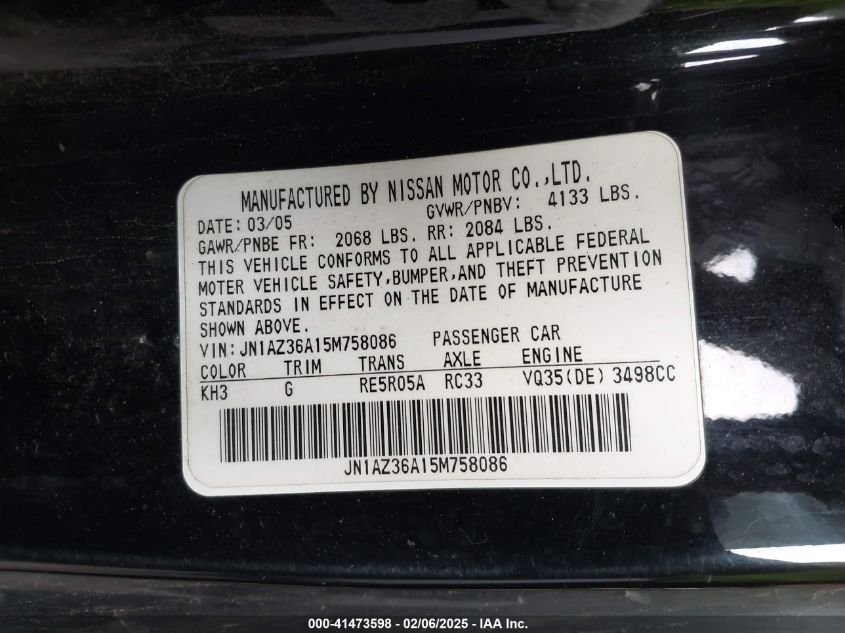 MANUFACTURED BY NISSAN MOTOR CO.,LTD.
DATE: 03/05 GVWR/PNBV: 4133 LBS.
GAWR/PNBE FR: 2068 LBS. RR: 2084 LBS.
THIS VEHICLE CONFORMS TO ALL APPLICABLE FEDERAL
MOTER VEHICLE SAFETY,BUMPER,AND THEFT PREVENTION
STANDARDS IN EFFECT ON THE DATE OF MANUFACTURE
SHOWN ABOVE.
VIN:JN1AZ36A15M758086 PASSENGER CAR
COLOR TRIM TRANS AXLE ENGINE
KH3 G RE5R05A RC33 VQ35(DE) 3498CC
JN1AZ36A15M758086
000-41473598 - 02/06/2025 - IAA Inc.